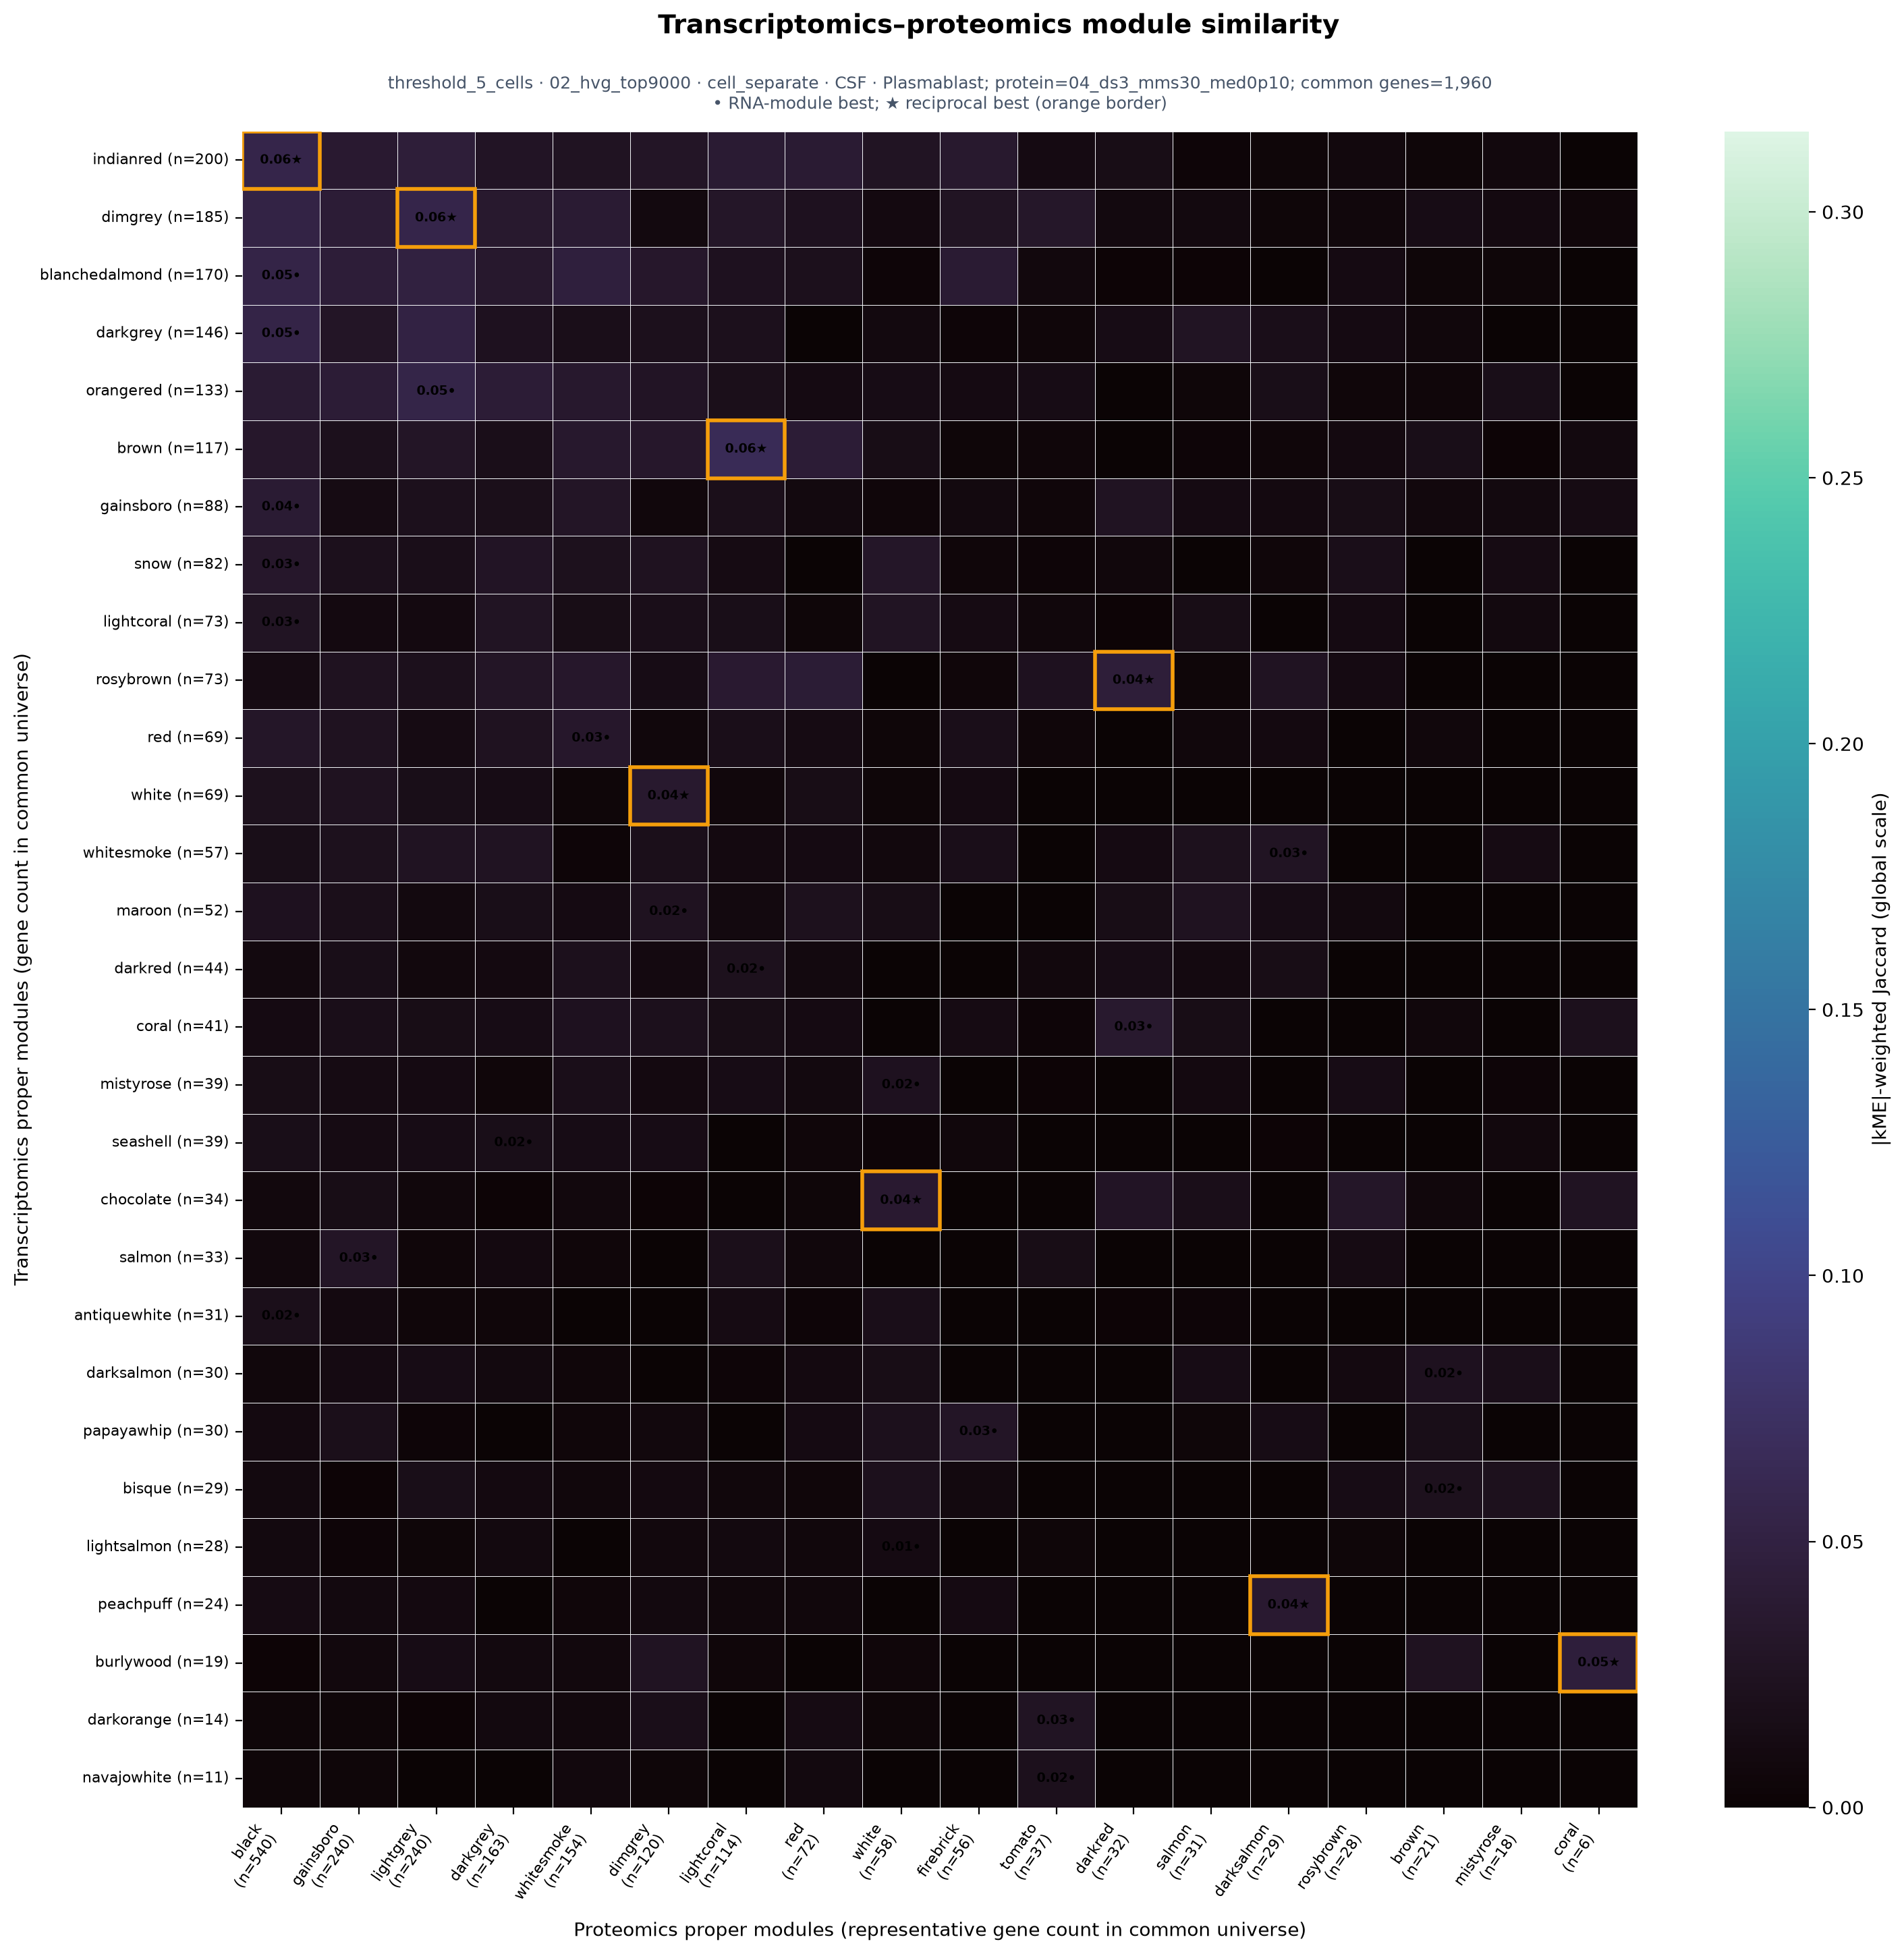 Transcriptomics–proteomics module similarity
threshold_5_cells · 02_hvg_top9000 · cell_separate · CSF · Plasmablast; protein=04_ds3_mms30_med0p10; common genes=1,960
• RNA-module best; ★ reciprocal best (orange border)
Transcriptomics proper modules (gene count in common universe)
indianred (n=200) 0.06★
dimgrey (n=185) 0.06★
blanchedalmond (n=170) 0.05•
darkgrey (n=146) 0.05•
orangered (n=133) 0.05•
brown (n=117) 0.06★
gainsboro (n=88) 0.04•
snow (n=82) 0.03•
lightcoral (n=73) 0.03•
rosybrown (n=73) 0.04★
red (n=69) 0.03•
white (n=69) 0.04★
whitesmoke (n=57) 0.03•
maroon (n=52) 0.02•
darkred (n=44) 0.02•
coral (n=41) 0.03•
mistyrose (n=39) 0.02•
seashell (n=39) 0.02•
chocolate (n=34) 0.04★
salmon (n=33) 0.03•
antiquewhite (n=31) 0.02•
darksalmon (n=30) 0.02•
papayawhip (n=30) 0.03•
bisque (n=29) 0.02•
lightsalmon (n=28) 0.01•
peachpuff (n=24) 0.04★
burlywood (n=19) 0.05★
darkorange (n=14) 0.03•
navajowhite (n=11) 0.02•
black
(n=540)
gainsboro
(n=240)
lightgrey
(n=240)
darkgrey
(n=163)
whitesmoke
(n=154)
dimgrey
(n=120)
lightcoral
(n=114)
red
(n=72)
white
(n=58)
firebrick
(n=56)
tomato
(n=37)
darkred
(n=32)
salmon
(n=31)
darksalmon
(n=29)
rosybrown
(n=28)
brown
(n=21)
mistyrose
(n=18)
coral
(n=6)
Proteomics proper modules (representative gene count in common universe)
0.30
0.25
0.20
0.15
0.10
0.05
0.00
|kME|-weighted Jaccard (global scale)